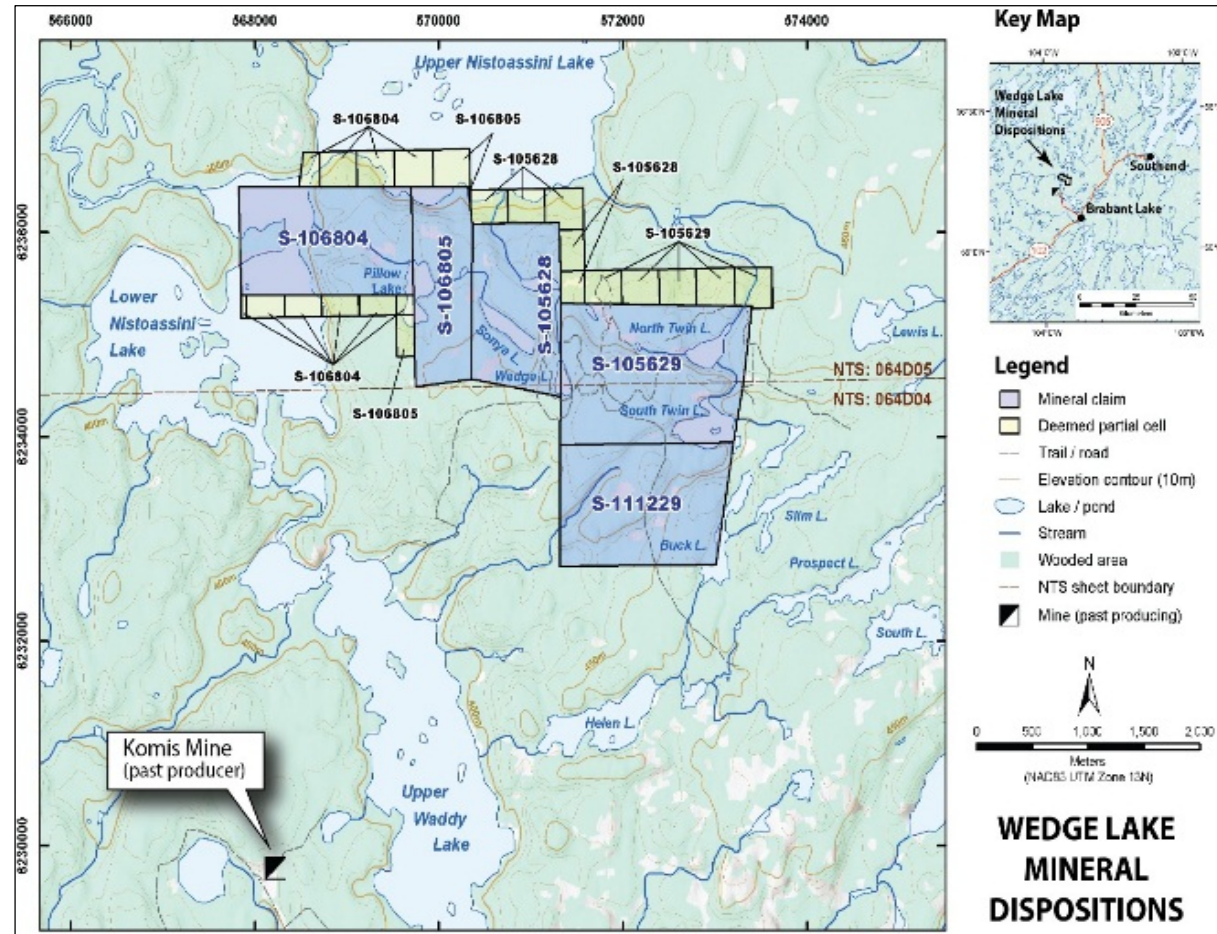 566000
568000
570000
572000
574000
6236000
6234000
6232000
6230000
Upper Nistoassini Lake
S-106804
S-106805
S-105628
S-105628
S-105629
S-106804
S-106805
S-105628
Pillow
Lake
Lower
Nistoassini
Lake
Sonya L.
Wedge L.
North Twin L.
S-105629
Lewis L.
S-106804
S-106805
NTS: 064D05
NTS: 064D04
South Twin L.
S-111229
Buck L.
Slim L.
Prospect L.
South L.
Helen L.
Komis Mine
(past producer)
Upper
Waddy
Lake
460m
460m
Key Map
Wedge Lake
Mineral
Dispositions
Southend
Brabant Lake
Legend
Mineral claim
Deemed partial cell
Trail / road
Elevation contour (10m)
Lake / pond
Stream
Wooded area
NTS sheet boundary
Mine (past producing)
N
0 500 1,000 1,500 2,000
Meters
(NAD83 UTM Zone 13N)
WEDGE LAKE
MINERAL
DISPOSITIONS